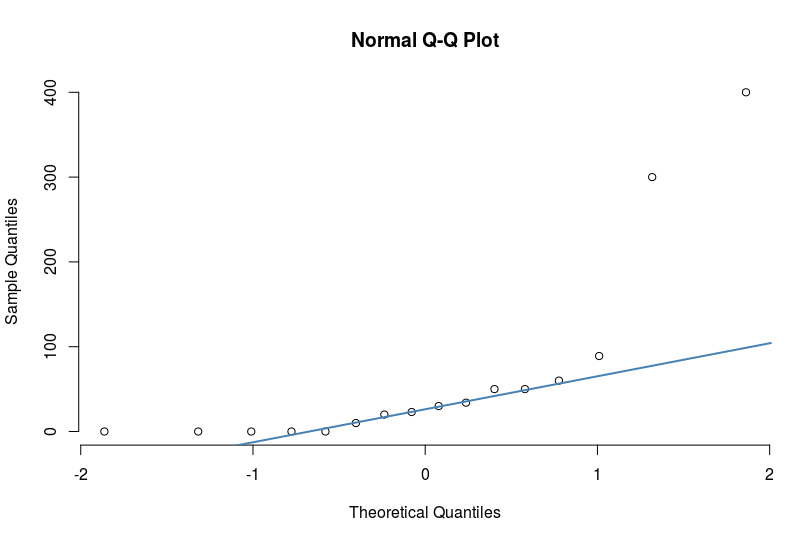 Normal Q-Q Plot
Sample Quantiles
400
300
200
100
0
-2 -1 0 1 2
Theoretical Quantiles